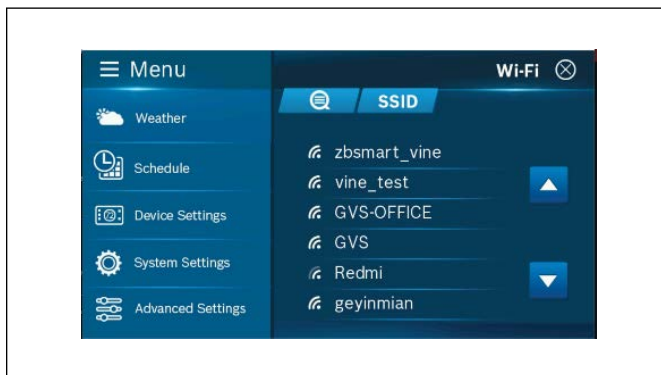 Menu
Weather
Schedule
Device Settings
System Settings
Advanced Settings
Wi-Fi
SSID
zbsmart_vine
vine_test
GVS-OFFICE
GVS
Redmi
geyinmian